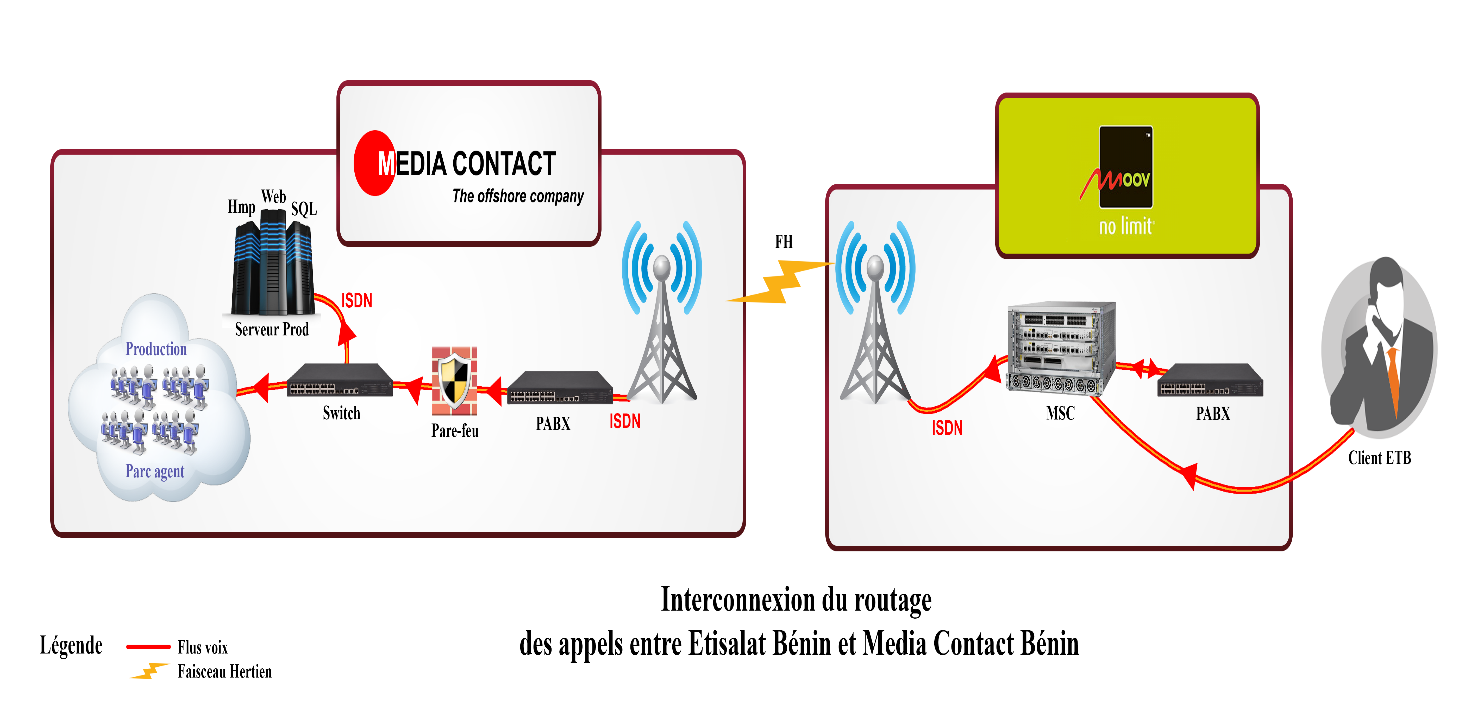 MEDIA CONTACT
The offshore company
MOOV
TM
no limit
Hmp Web SQL
Serveur Prod
ISDN
Production
Parc agent
Switch
Pare-feu
PABX
ISDN
FH
ISDN
MSC
PABX
Client ETB
Interconnexion du routage
des appels entre Etisalat Bénin et Media Contact Bénin
Légende
Flus voix
Faisceau Hertien